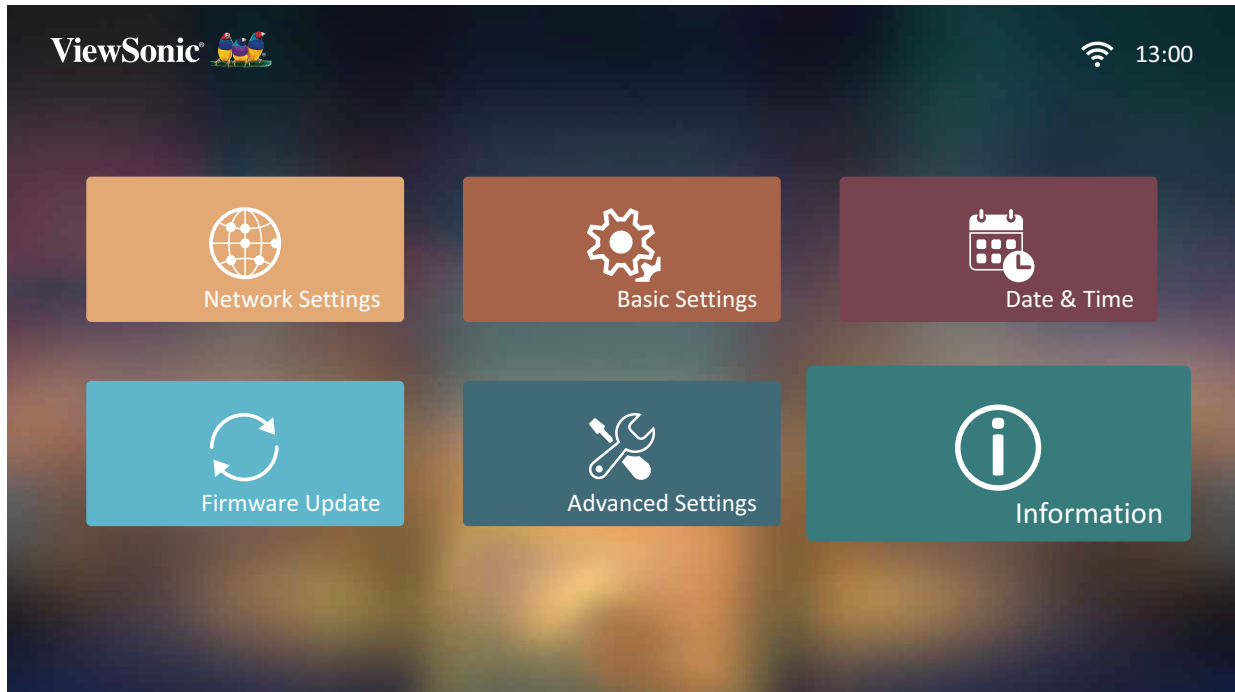 ViewSonic®
13:00
Network Settings
Basic Settings
Date & Time
Firmware Update
Advanced Settings
Information